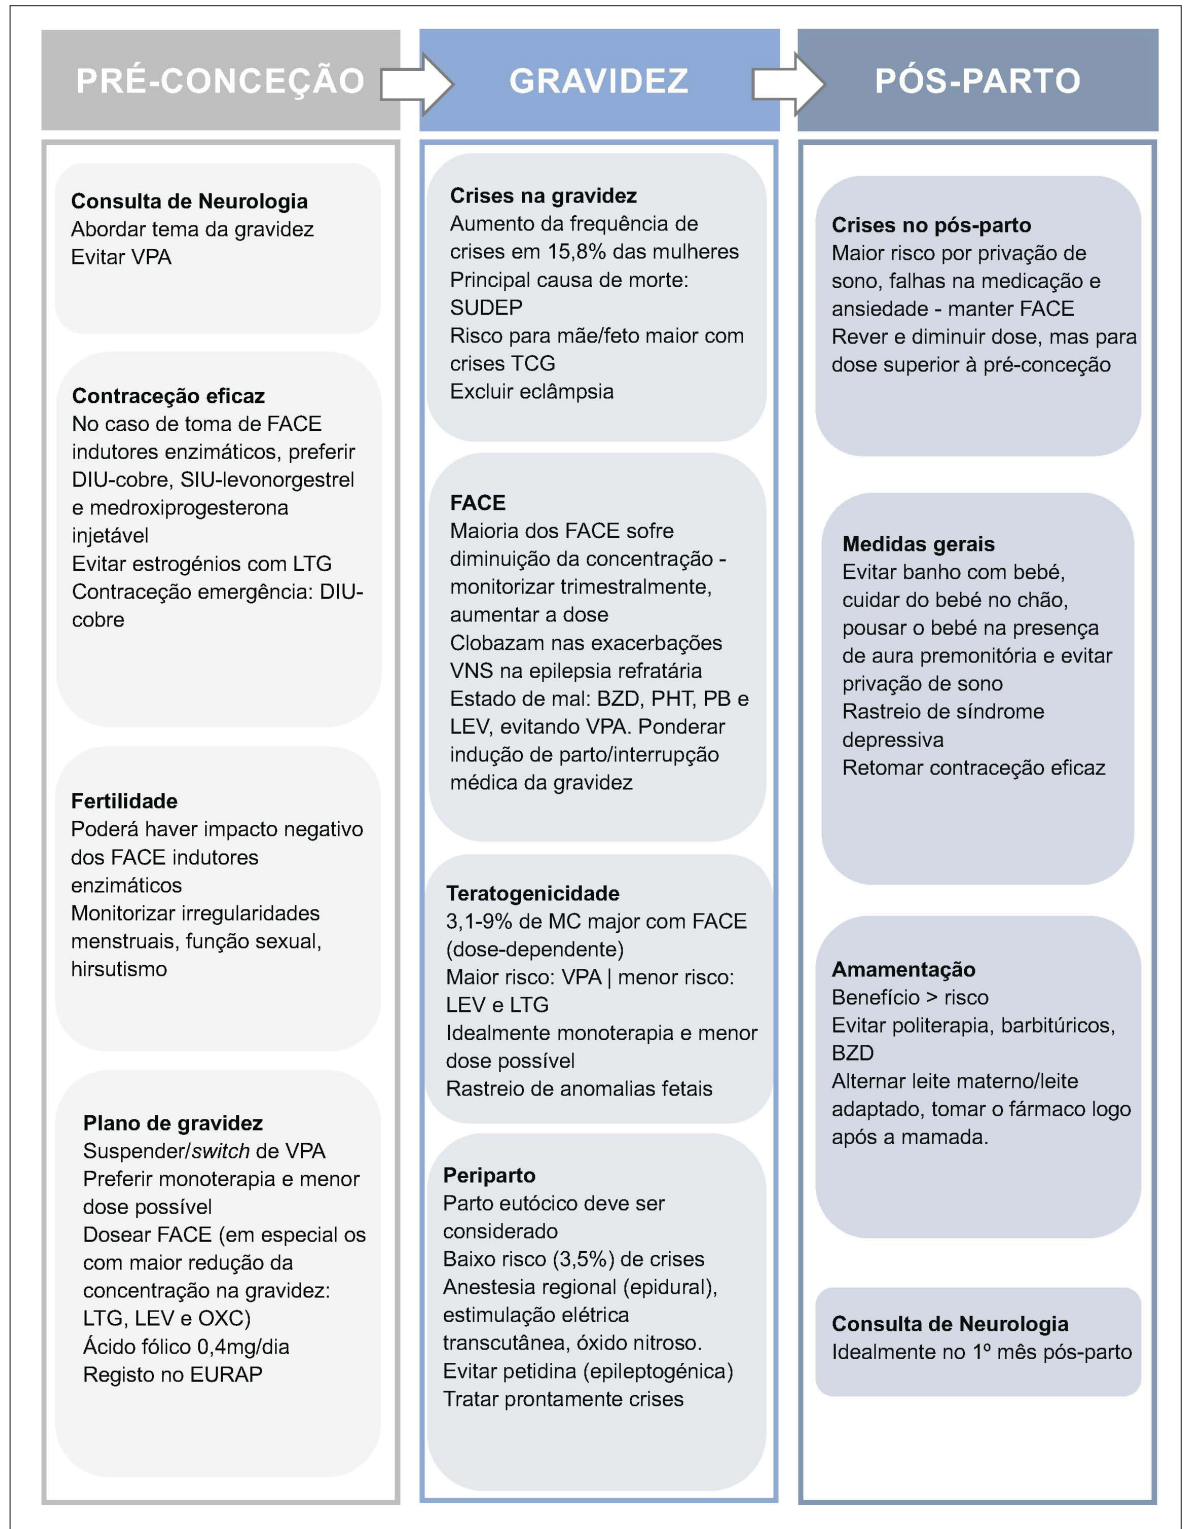 PRÉ-CONCEÇÃO
GRAVIDEZ
PÓS-PARTO
Consulta de Neurologia
Abordar tema da gravidez
Evitar VPA
Contraceção eficaz
No caso de toma de FACE
indutores enzimáticos, preferir
DIU-cobre, SIU-levonorgestrel
e medroxiprogesterona
injetável
Evitar estrogénios com LTG
Contraceção emergência: DIU-
cobre
Fertilidade
Poderá haver impacto negativo
dos FACE indutores
enzimáticos
Monitorizar irregularidades
menstruais, função sexual,
hirsutismo
Plano de gravidez
Suspender/switch de VPA
Preferir monoterapia e menor
dose possível
Dosear FACE (em especial os
com maior redução da
concentração na gravidez:
LTG, LEV e OXC)
Ácido fólico 0,4mg/dia
Registo no EURAP
Crises na gravidez
Aumento da frequência de
crises em 15,8% das mulheres
Principal causa de morte:
SUDEP
Risco para mãe/feto maior com
crises TCG
Excluir eclâmpsia
FACE
Maioria dos FACE sofre
diminuição da concentração -
monitorizar trimestralmente,
aumentar a dose
Clobazam nas exacerbações
VNS na epilepsia refratária
Estado de mal: BZD, PHT, PB e
LEV, evitando VPA. Ponderar
indução de parto/interrupção
médica da gravidez
Teratogenicidade
3,1-9% de MC major com FACE
(dose-dependente)
Maior risco: VPA | menor risco:
LEV e LTG
Idealmente monoterapia e menor
dose possível
Rastreio de anomalias fetais
Periparto
Parto eutócico deve ser
considerado
Baixo risco (3,5%) de crises
Anestesia regional (epidural),
estimulação elétrica
transcutânea, óxido nitroso.
Evitar petidina (epileptogénica)
Tratar prontamente crises
Crises no pós-parto
Maior risco por privação de
sono, falhas na medicação e
ansiedade - manter FACE
Rever e diminuir dose, mas para
dose superior à pré-conceção
Medidas gerais
Evitar banho com bebé,
cuidar do bebé no chão,
pousar o bebé na presença
de aura premonitória e evitar
privação de sono
Rastreio de síndrome
depressiva
Retomar contraceção eficaz
Amamentação
Benefício > risco
Evitar politerapia, barbitúricos,
BZD
Alternar leite materno/leite
adaptado, tomar o fármaco logo
após a mamada.
Consulta de Neurologia
Idealmente no 1º mês pós-parto